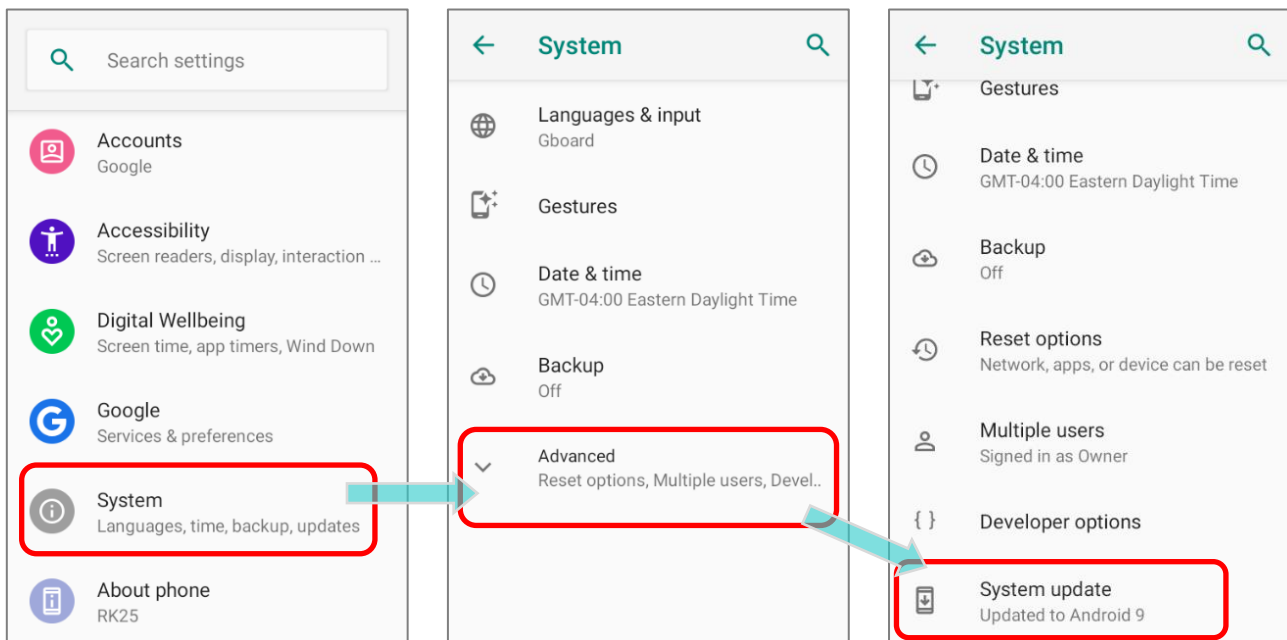 Search settings
Accounts
Google
Accessibility
Screen readers, display, interaction ...
Digital Wellbeing
Screen time, app timers, Wind Down
Google
Services & preferences
System
Languages, time, backup, updates
About phone
RK25
System
Languages & input
Gboard
Gestures
Date & time
GMT-04:00 Eastern Daylight Time
Backup
Off
Advanced
Reset options, Multiple users, Devel..
System
Gestures
Date & time
GMT-04:00 Eastern Daylight Time
Backup
Off
Reset options
Network, apps, or device can be reset
Multiple users
Signed in as Owner
{ } Developer options
System update
Updated to Android 9